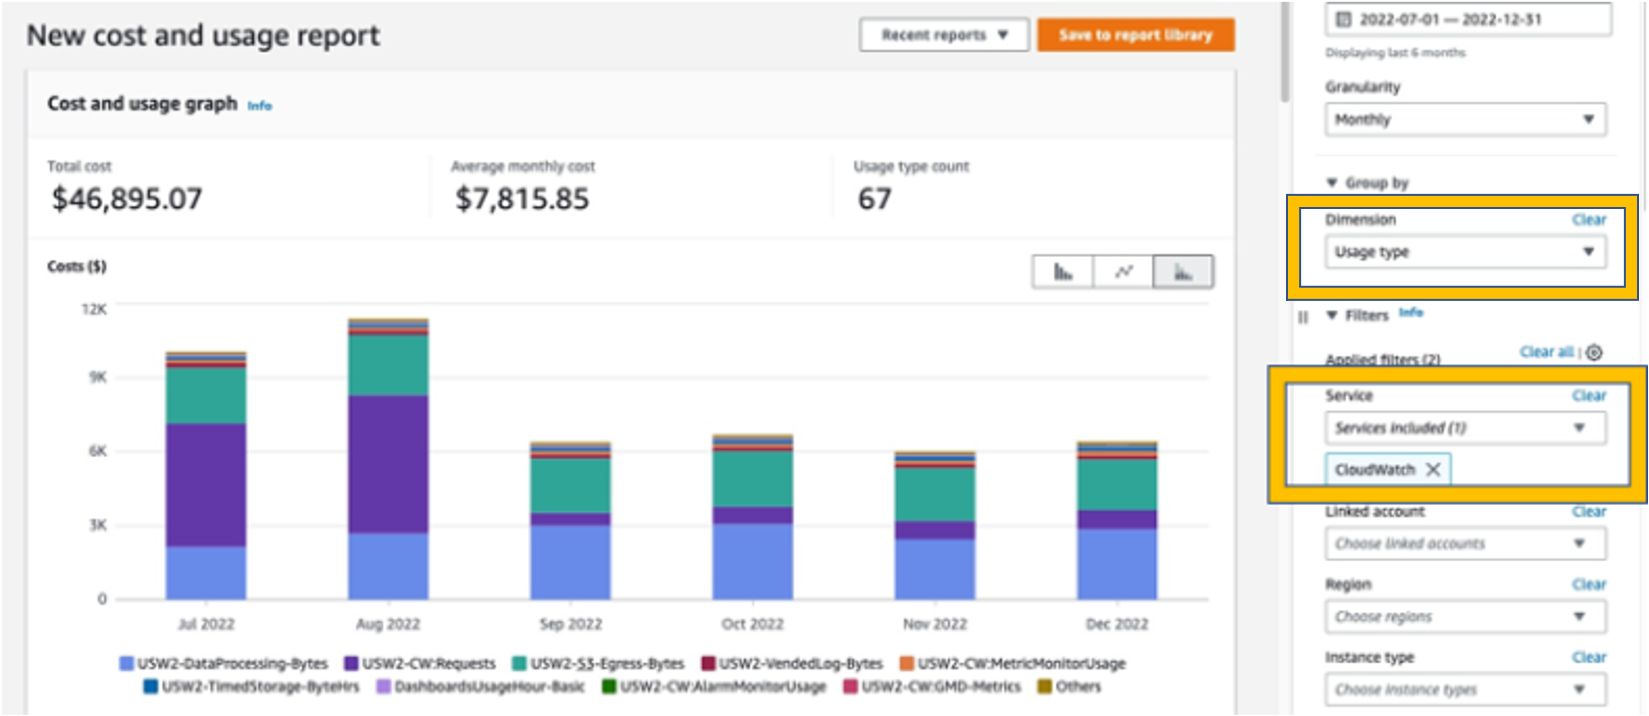 New cost and usage report
Recent reports
Save to report library
Cost and usage graph Info
Total cost
$46,895.07
Average monthly cost
$7,815.85
Usage type count
67
Costs ($)
12K
9K
6K
3K
0
Jul 2022
Aug 2022
Sep 2022
Oct 2022
Nov 2022
Dec 2022
USW2-DataProcessing-Bytes USW2-CW:Requests USW2-S3-Egress-Bytes USW2-VendedLog-Bytes USW2-CW:MetricMonitorUsage
USW2-TimedStorage-ByteHrs DashboardsUsageHour-Basic USW2-CW:AlarmMonitorUsage USW2-CW:GMD-Metrics Others
2022-07-01 — 2022-12-31
Displaying last 6 months
Granularity
Monthly
Group by
Dimension Clear
Usage type
Filters Info
Applied filters (2) Clear all |
Service Clear
Services included (1)
CloudWatch
Linked account Clear
Choose linked accounts
Region Clear
Choose regions
Instance type Clear
Choose instance types